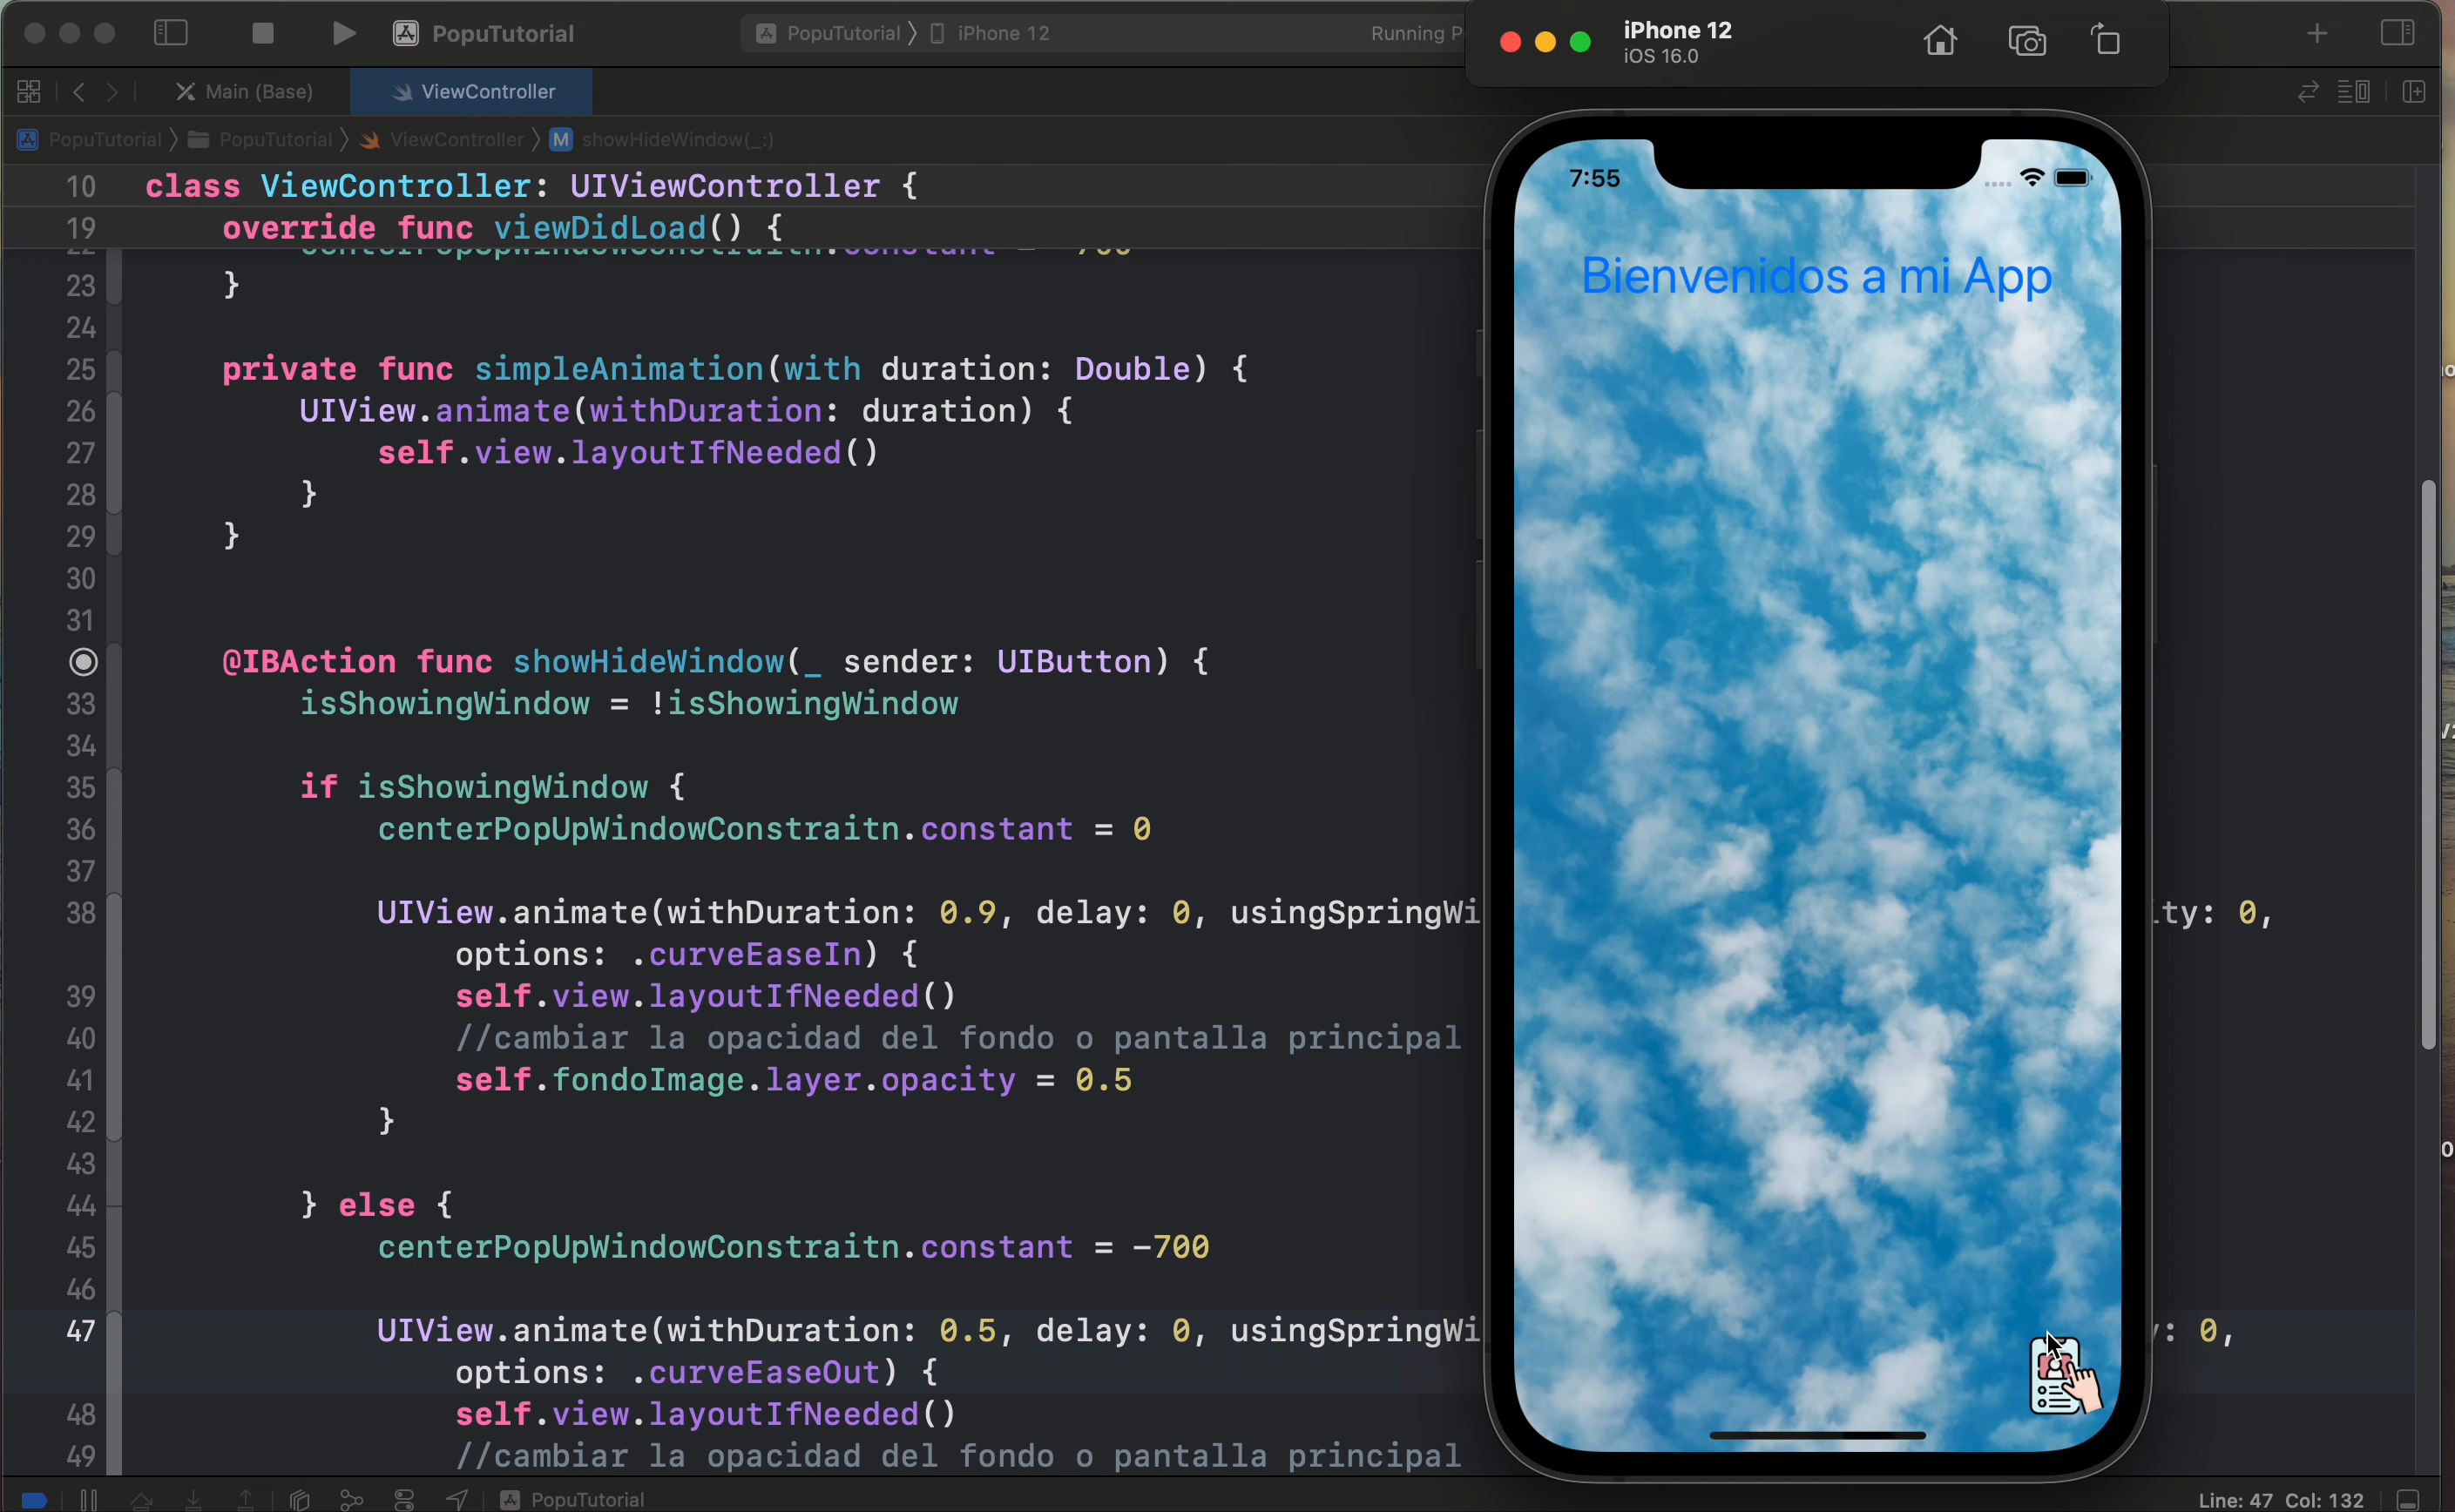 PopuTutorial
PopuTutorial 〉 iPhone 12
Running P
iPhone 12
iOS 16.0
Main (Base)
ViewController
PopuTutorial 〉 PopuTutorial 〉 ViewController 〉 M showHideWindow(_:)
10 class ViewController: UIViewController {
19 override func viewDidLoad() {
22 centerPopUpWindowConstraitn.constant = -700
23 }
24
25 private func simpleAnimation(with duration: Double) {
26 UIView.animate(withDuration: duration) {
27 self.view.layoutIfNeeded()
28 }
29 }
30
31
@IBAction func showHideWindow(_ sender: UIButton) {
33 isShowingWindow = !isShowingWindow
34
35 if isShowingWindow {
36 centerPopUpWindowConstraitn.constant = 0
37
38 UIView.animate(withDuration: 0.9, delay: 0, usingSpringWi
ity: 0,
options: .curveEaseIn) {
39 self.view.layoutIfNeeded()
40 //cambiar la opacidad del fondo o pantalla principal
41 self.fondoImage.layer.opacity = 0.5
42 }
43
44 } else {
45 centerPopUpWindowConstraitn.constant = -700
46
47 UIView.animate(withDuration: 0.5, delay: 0, usingSpringWi
y: 0,
options: .curveEaseOut) {
48 self.view.layoutIfNeeded()
49 //cambiar la opacidad del fondo o pantalla principal
7:55
Bienvenidos a mi App
PopuTutorial
Line: 47 Col: 132